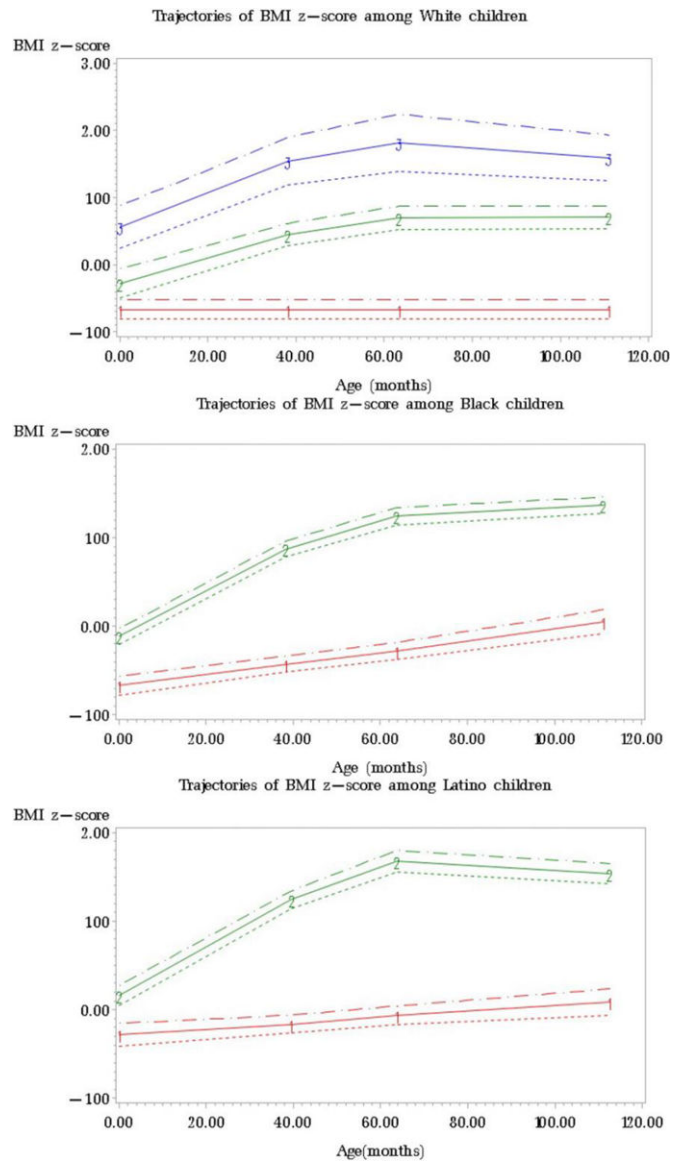 Trajectories of BMI z−score among White children
BMI z−score
3.00
2.00
100
0.00
−100
3 3 3 3
2 2 2 2
1 1 1 1
0.00 20.00 40.00 60.00 80.00 100.00 120.00
Age (months)
Trajectories of BMI z−score among Black children
BMI z−score
2.00
100
0.00
−100
2 2 2 2
1 1 1 1
0.00 20.00 40.00 60.00 80.00 100.00 120.00
Age (months)
Trajectories of BMI z−score among Latino children
BMI z−score
2.00
100
0.00
−100
2 2 2 2
1 1 1 1
0.00 20.00 40.00 60.00 80.00 100.00 120.00
Age(months)